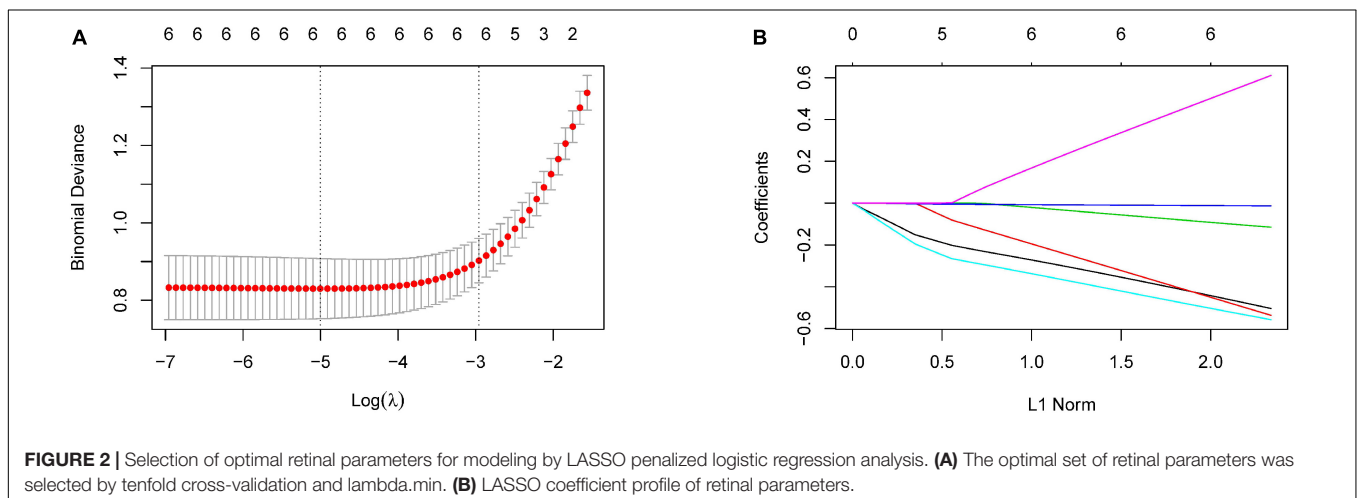 A
6 6 6 6 6 6 6 6 6 6 6 6 5 3 2
1.4
1.2
1.0
0.8
Binomial Deviance
−7 −6 −5 −4 −3 −2
Log(λ)
B
0 5 6 6 6
0.6
0.4
0.2
−0.2
−0.6
Coefficients
0.0 0.5 1.0 1.5 2.0
L1 Norm
FIGURE 2 | Selection of optimal retinal parameters for modeling by LASSO penalized logistic regression analysis. (A) The optimal set of retinal parameters was
selected by tenfold cross-validation and lambda.min. (B) LASSO coefficient profile of retinal parameters.